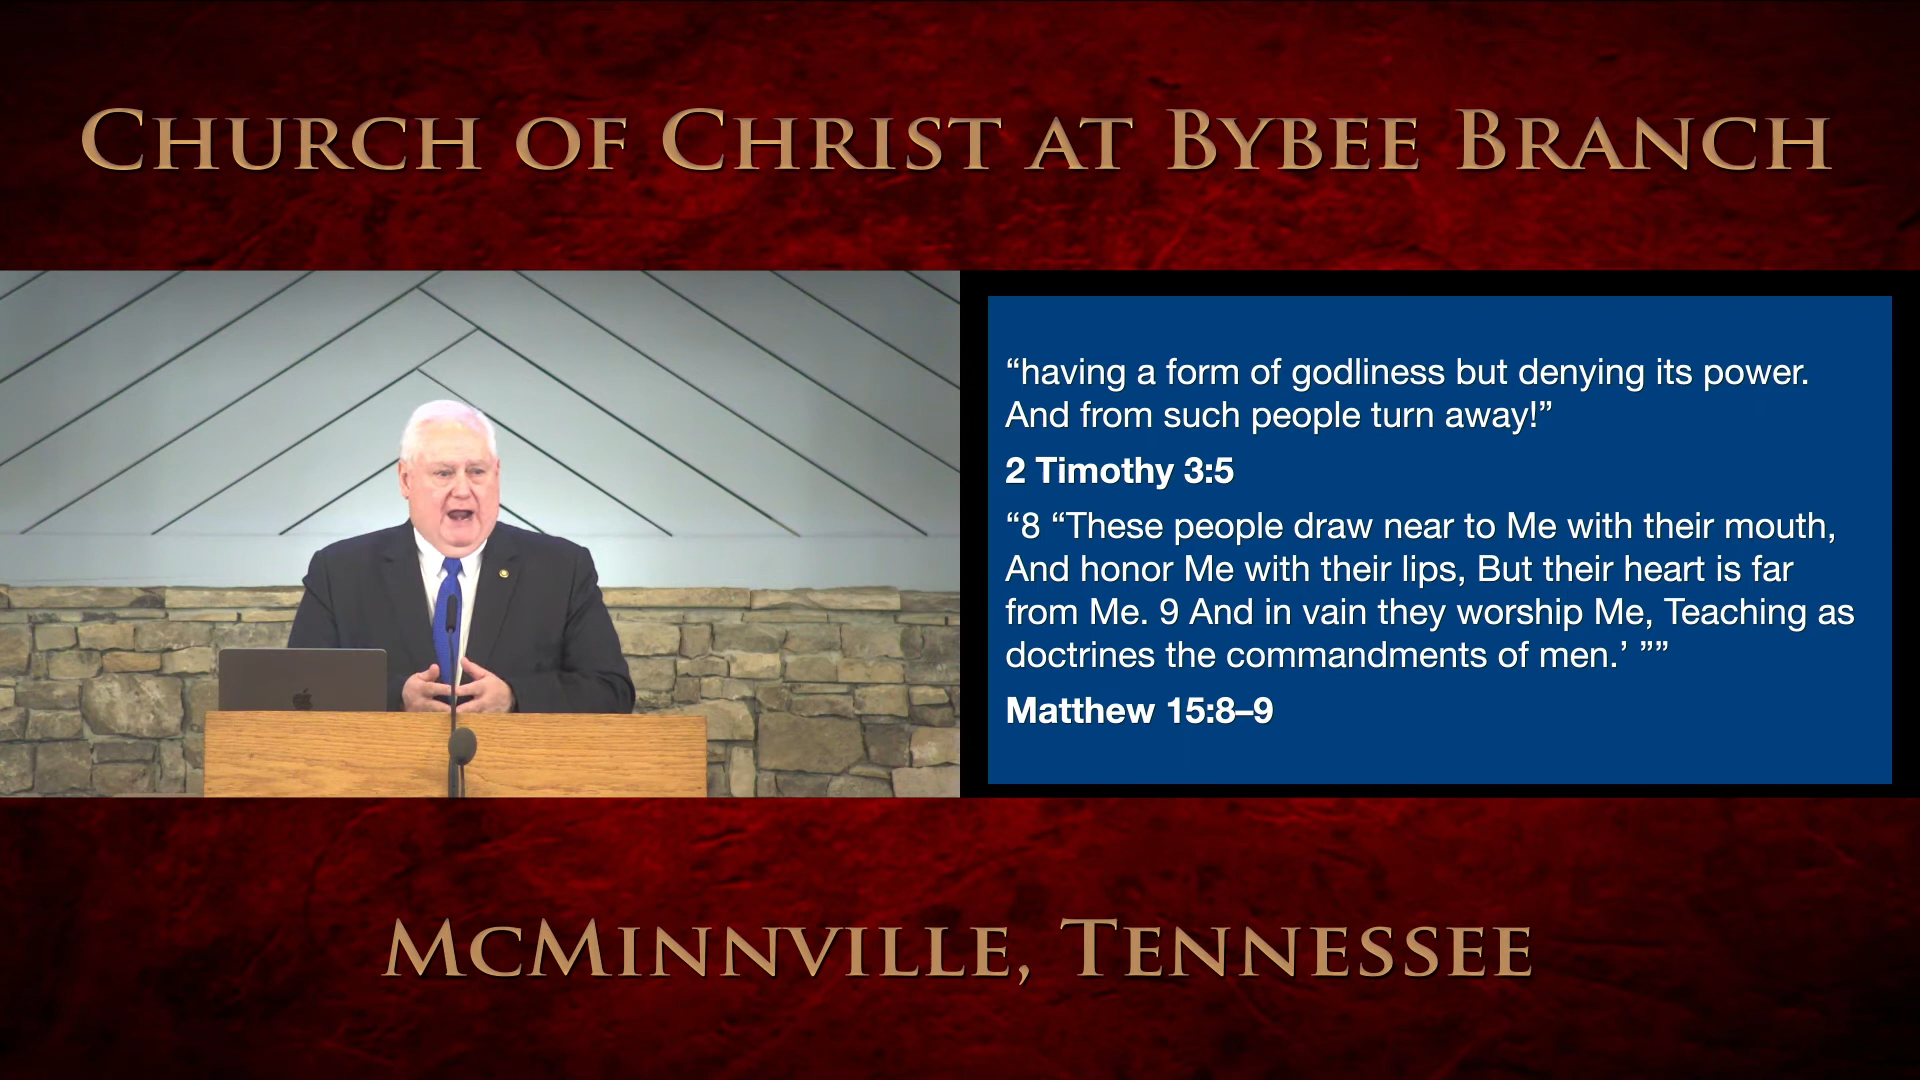 CHURCH OF CHRIST AT BYBEE BRANCH
“having a form of godliness but denying its power.
And from such people turn away!”
2 Timothy 3:5
“8 “These people draw near to Me with their mouth,
And honor Me with their lips, But their heart is far
from Me. 9 And in vain they worship Me, Teaching as
doctrines the commandments of men.’ ””
Matthew 15:8–9
MCMINNVILLE, TENNESSEE